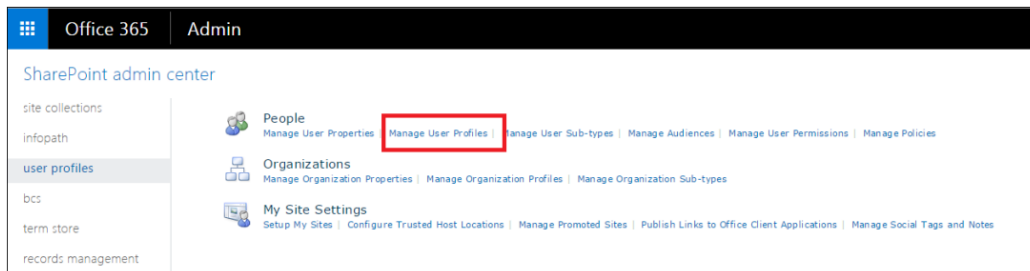 Office 365 Admin
SharePoint admin center
site collections
infopath
user profiles
bcs
term store
records management
People
Manage User Properties | Manage User Profiles | Manage User Sub-types | Manage Audiences | Manage User Permissions | Manage Policies
Organizations
Manage Organization Properties | Manage Organization Profiles | Manage Organization Sub-types
My Site Settings
Setup My Sites | Configure Trusted Host Locations | Manage Promoted Sites | Publish Links to Office Client Applications | Manage Social Tags and Notes